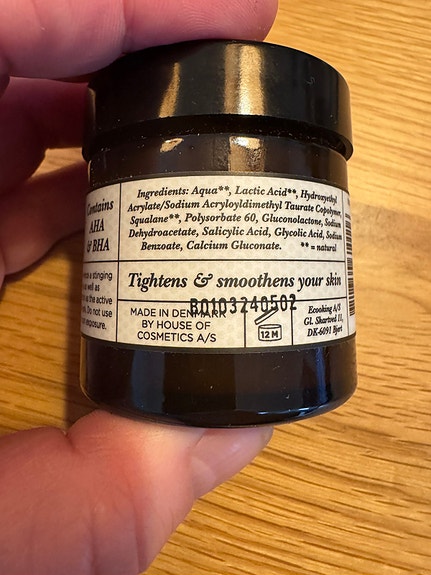 Contains
AHA
& BHA
Ingredients: Aqua**, Lactic Acid**, Hydroxyethyl
Acrylate/Sodium Acryloyldimethyl Taurate Copolymer,
Squalane**, Polysorbate 60, Gluconolactone, Sodium
Dehydroacetate, Salicylic Acid, Glycolic Acid, Sodium
Benzoate, Calcium Gluconate. ** = natural
a stinging
as well as
as the active
Do not use
exposure.
Tightens & smoothens your skin
B0103240502
MADE IN DENMARK
BY HOUSE OF
COSMETICS A/S
12 M
Ecooking A/S
Gl. Skartved 11,
DK-6091 Bjert